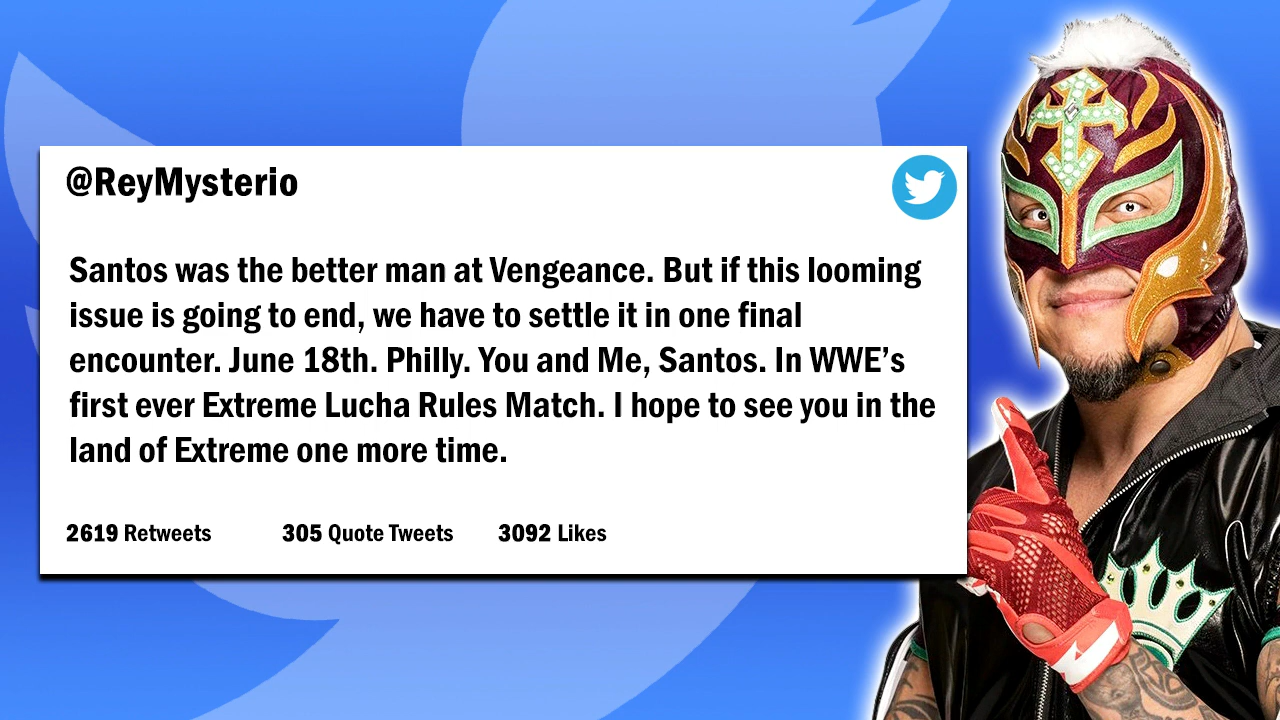 @ReyMysterio
Santos was the better man at Vengeance. But if this looming
issue is going to end, we have to settle it in one final
encounter. June 18th. Philly. You and Me, Santos. In WWE’s
first ever Extreme Lucha Rules Match. I hope to see you in the
land of Extreme one more time.
2619 Retweets 305 Quote Tweets 3092 Likes